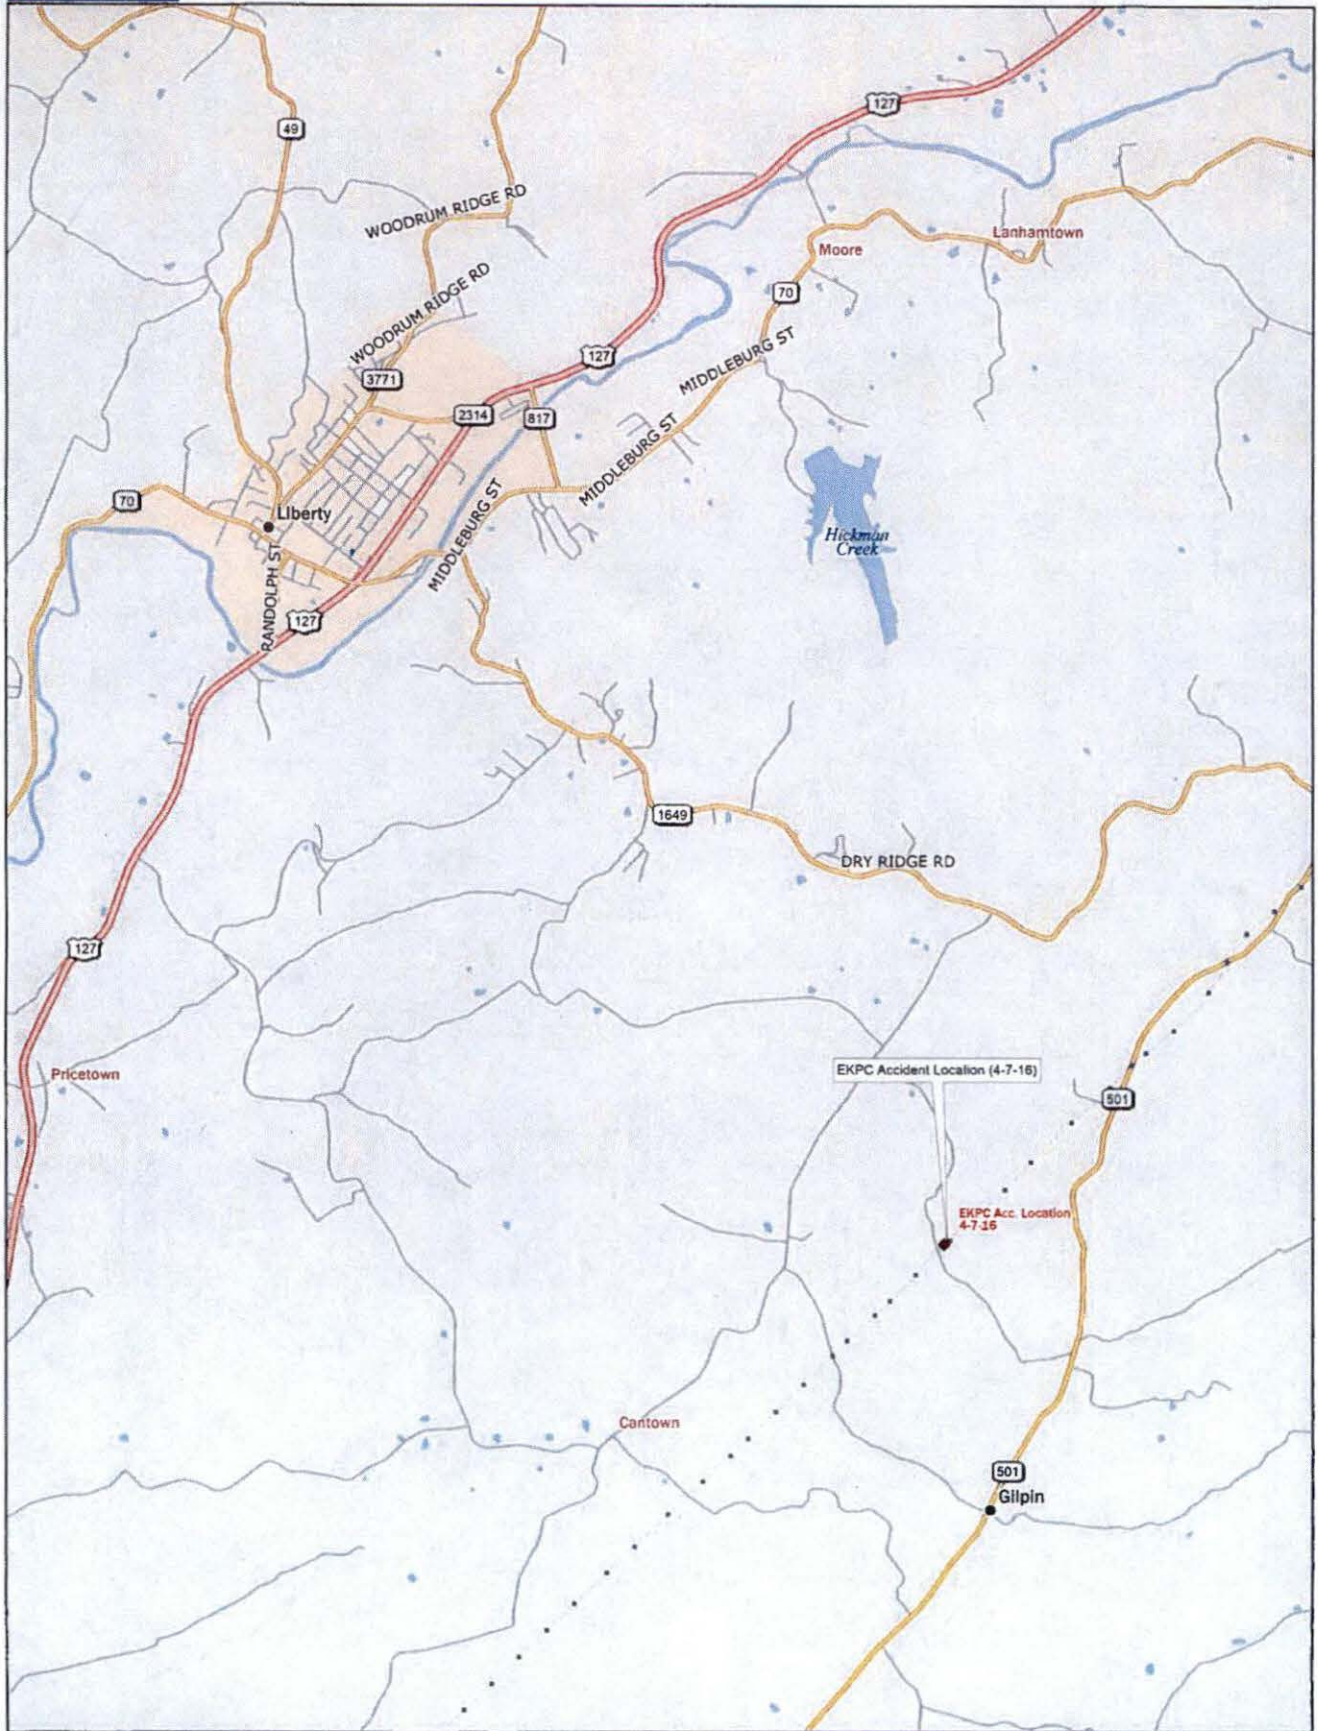 127
49
WOODRUM RIDGE RD
Lanhamtown
Moore
WOODRUM RIDGE RD
70
127
MIDDLEBURG ST
3771
2314
817
MIDDLEBURG ST
70
Liberty
MIDDLEBURG ST
Hickman
Creek
RANDOLPH ST
127
1649
DRY RIDGE RD
127
Pricetown
EKPC Accident Location (4-7-16)
501
EKPC Acc. Location
4-7-16
Cantown
501
Gilpin